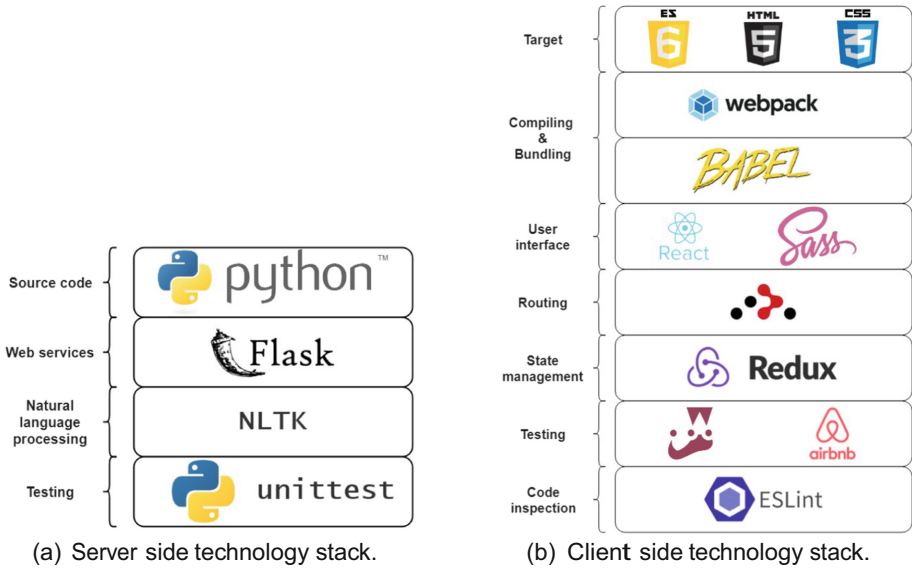 Source code
python™
Web services
Flask
Natural
language
processing
NLTK
Testing
unittest
(a) Server side technology stack.
Target
ES
6
HTML
5
CSS
3
Compiling
&
Bundling
webpack
BABEL
User
interface
React
Sass
Routing
State
management
Redux
Testing
airbnb
Code
inspection
ESLint
(b) Client side technology stack.